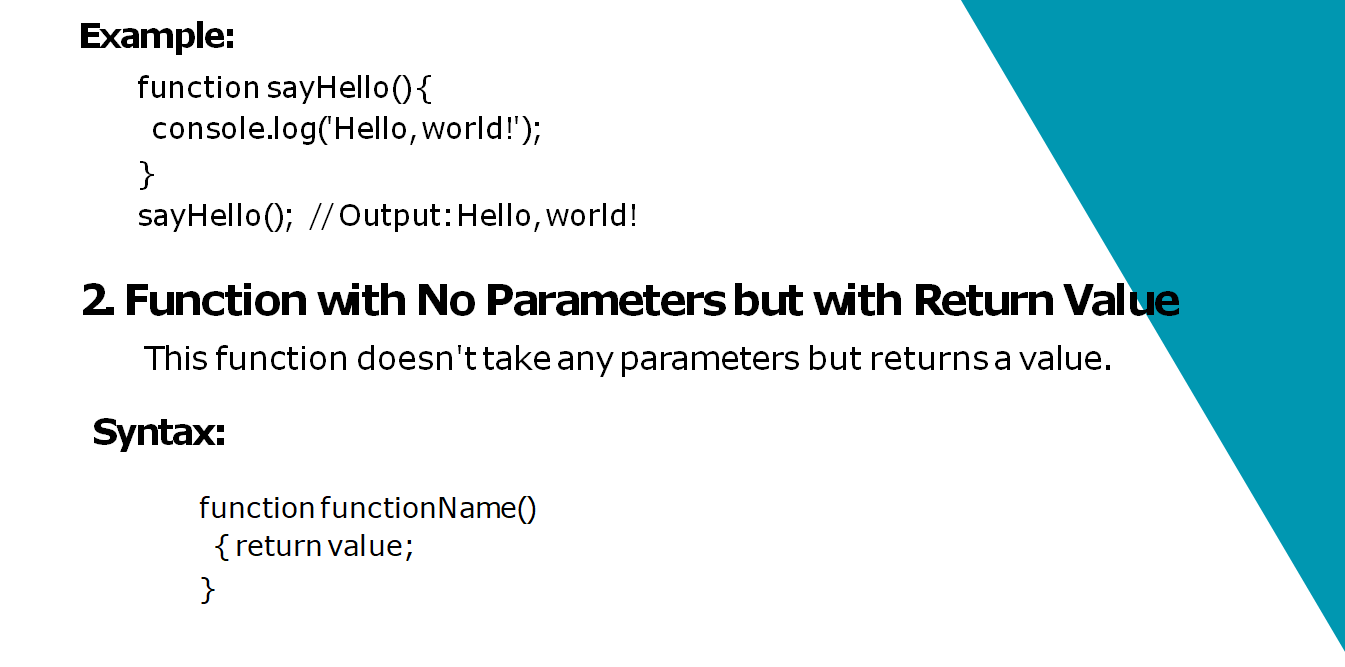 Example:
function sayHello() {
console.log('Hello, world!');
}
sayHello(); // Output: Hello, world!
2. Function with No Parameters but with Return Value
This function doesn't take any parameters but returns a value.
Syntax:
function functionName()
{ return value;
}